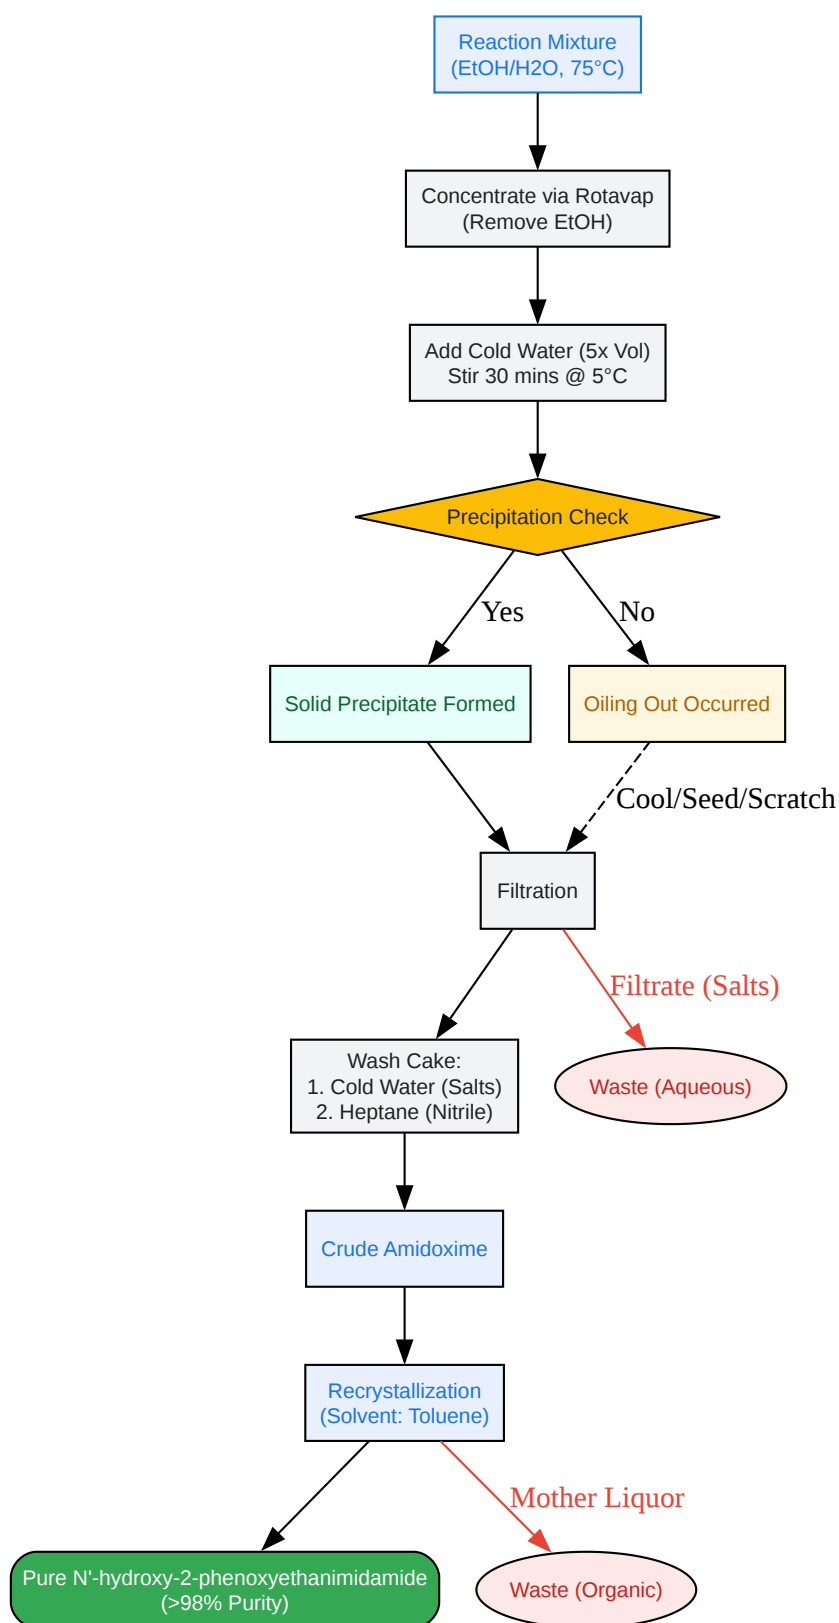 Reaction Mixture
(EtOH/H2O, 75°C)
Concentrate via Rotavap
(Remove EtOH)
Add Cold Water (5x Vol)
Stir 30 mins @ 5°C
Precipitation Check
Yes
No
Solid Precipitate Formed
Oiling Out Occurred
Cool/Seed/Scratch
Filtration
Filtrate (Salts)
Wash Cake:
1. Cold Water (Salts)
2. Heptane (Nitrile)
Waste (Aqueous)
Crude Amidoxime
Recrystallization
(Solvent: Toluene)
Mother Liquor
Pure N'-hydroxy-2-phenoxyethanimidamide
(>98% Purity)
Waste (Organic)